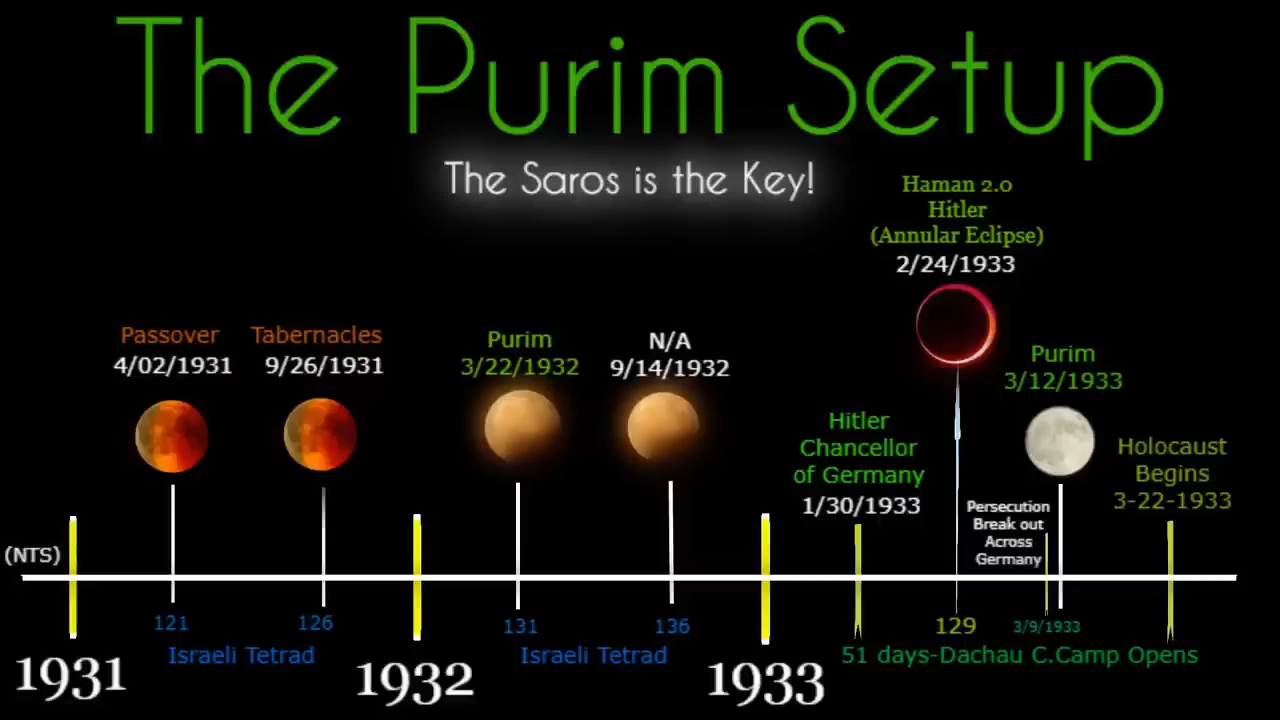 The Purim Setup
The Saros is the Key!
Haman 2.0
Hitler
(Annular Eclipse)
2/24/1933
Passover
4/02/1931
Tabernacles
9/26/1931
Purim
3/22/1932
N/A
9/14/1932
Purim
3/12/1933
Hitler
Chancellor
of Germany
1/30/1933
Holocaust
Begins
3-22-1933
Persecution
Break out
Across
Germany
(NTS)
121
126
131
136
129
3/9/1933
Israeli Tetrad
Israeli Tetrad
51 days-Dachau C.Camp Opens
1931
1932
1933